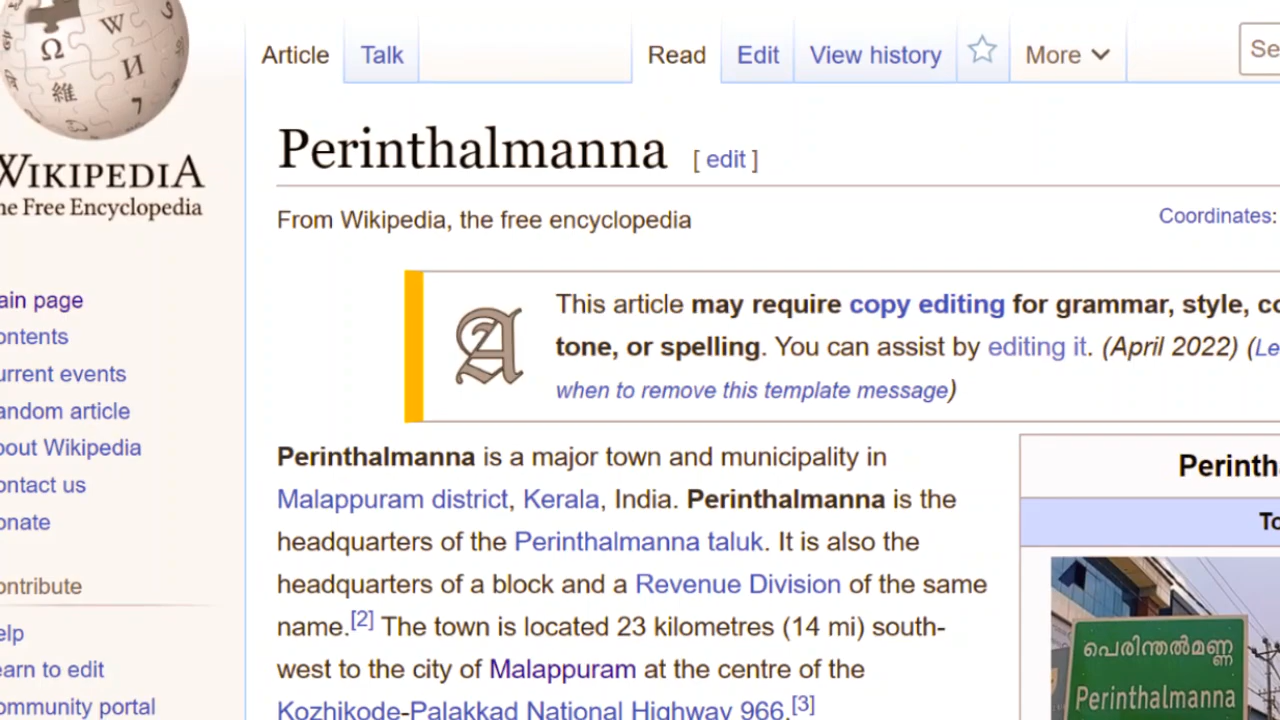 Article Talk Read Edit View history More Se
Perinthalmanna [ edit ]
WIKIPEDIA
he Free Encyclopedia
From Wikipedia, the free encyclopedia
Coordinates:
This article may require copy editing for grammar, style, co
tone, or spelling. You can assist by editing it. (April 2022) (Le
when to remove this template message)
ain page
ontents
urrent events
andom article
bout Wikipedia
ontact us
onate
ontribute
elp
earn to edit
ommunity portal
Perinthalmanna is a major town and municipality in
Malappuram district, Kerala, India. Perinthalmanna is the
headquarters of the Perinthalmanna taluk. It is also the
headquarters of a block and a Revenue Division of the same
name.[2] The town is located 23 kilometres (14 mi) south-
west to the city of Malappuram at the centre of the
Kozhikode-Palakkad National Highway 966.[3]
Perinth
To
പെരിന്തൽമണ്ണ
Perinthalmanna